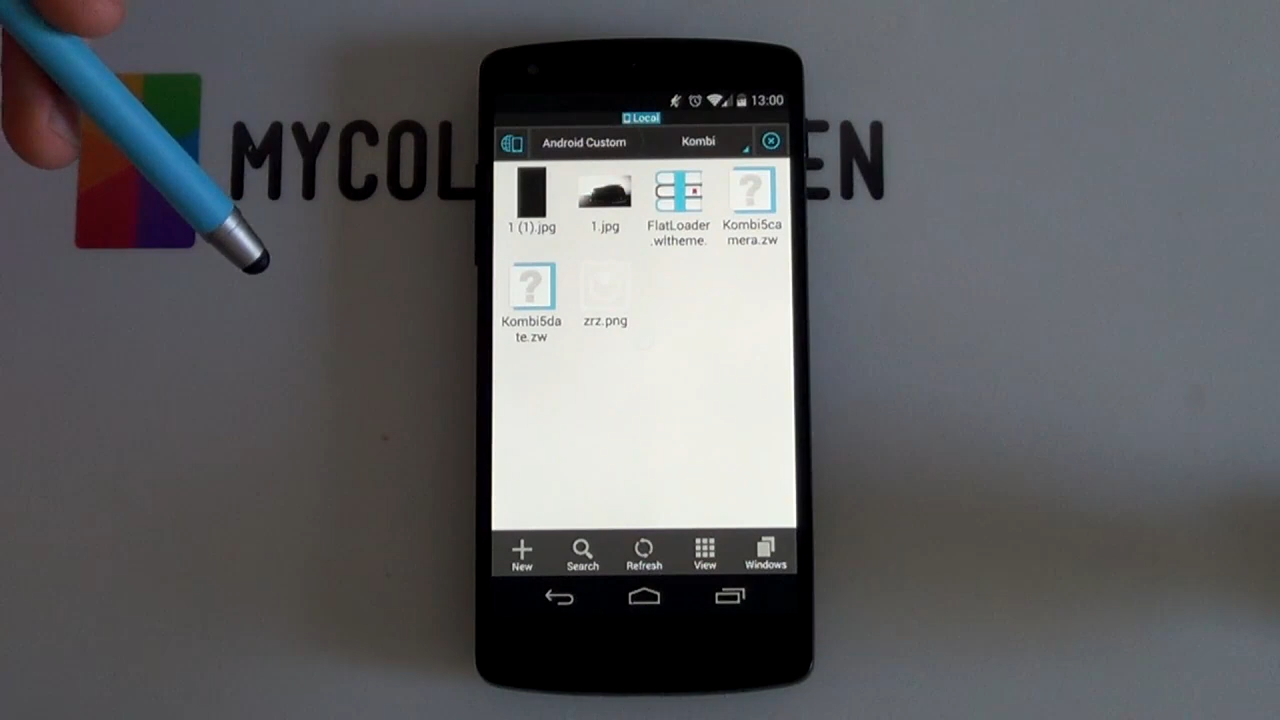 13:00
Local
Android Custom
Kombi
MYCOL EN
1 (1).jpg
1.jpg
FlatLoader
.wltheme.
Kombi5ca
mera.zw
Kombi5da
te.zw
zrz.png
New
Search
Refresh
View
Windows